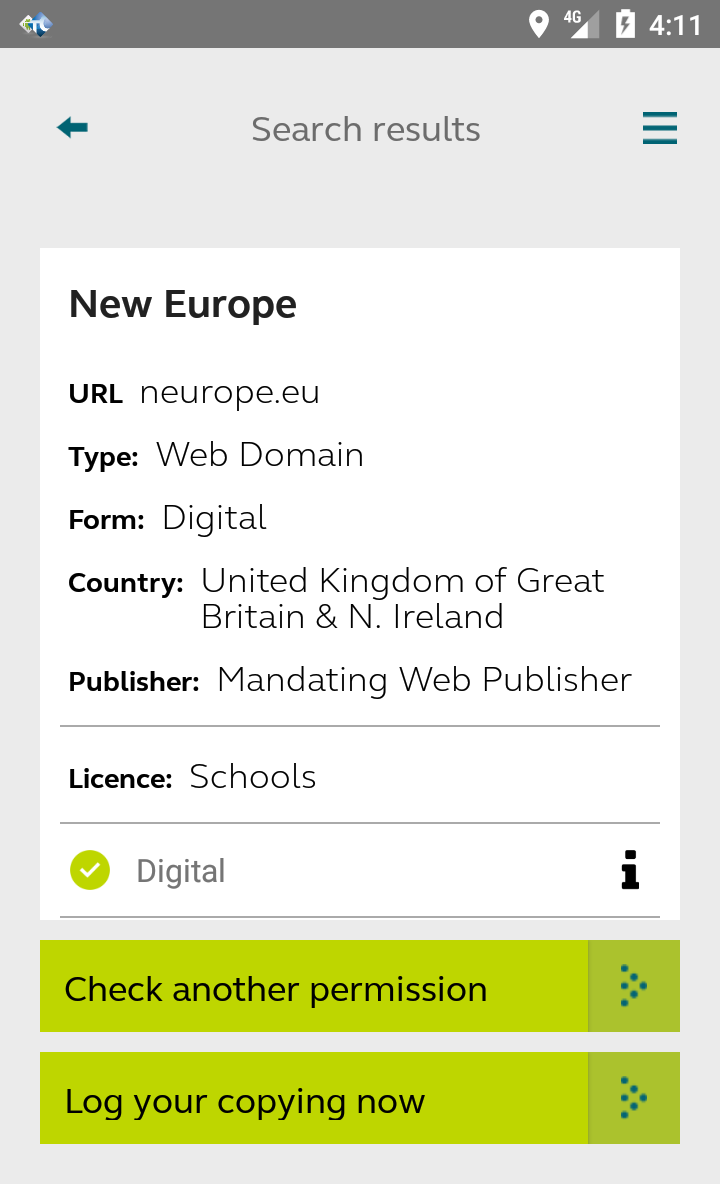 4G 4:11
Search results
New Europe
URL neurope.eu
Type: Web Domain
Form: Digital
Country: United Kingdom of Great
Britain & N. Ireland
Publisher: Mandating Web Publisher
Licence: Schools
Digital
Check another permission
Log your copying now